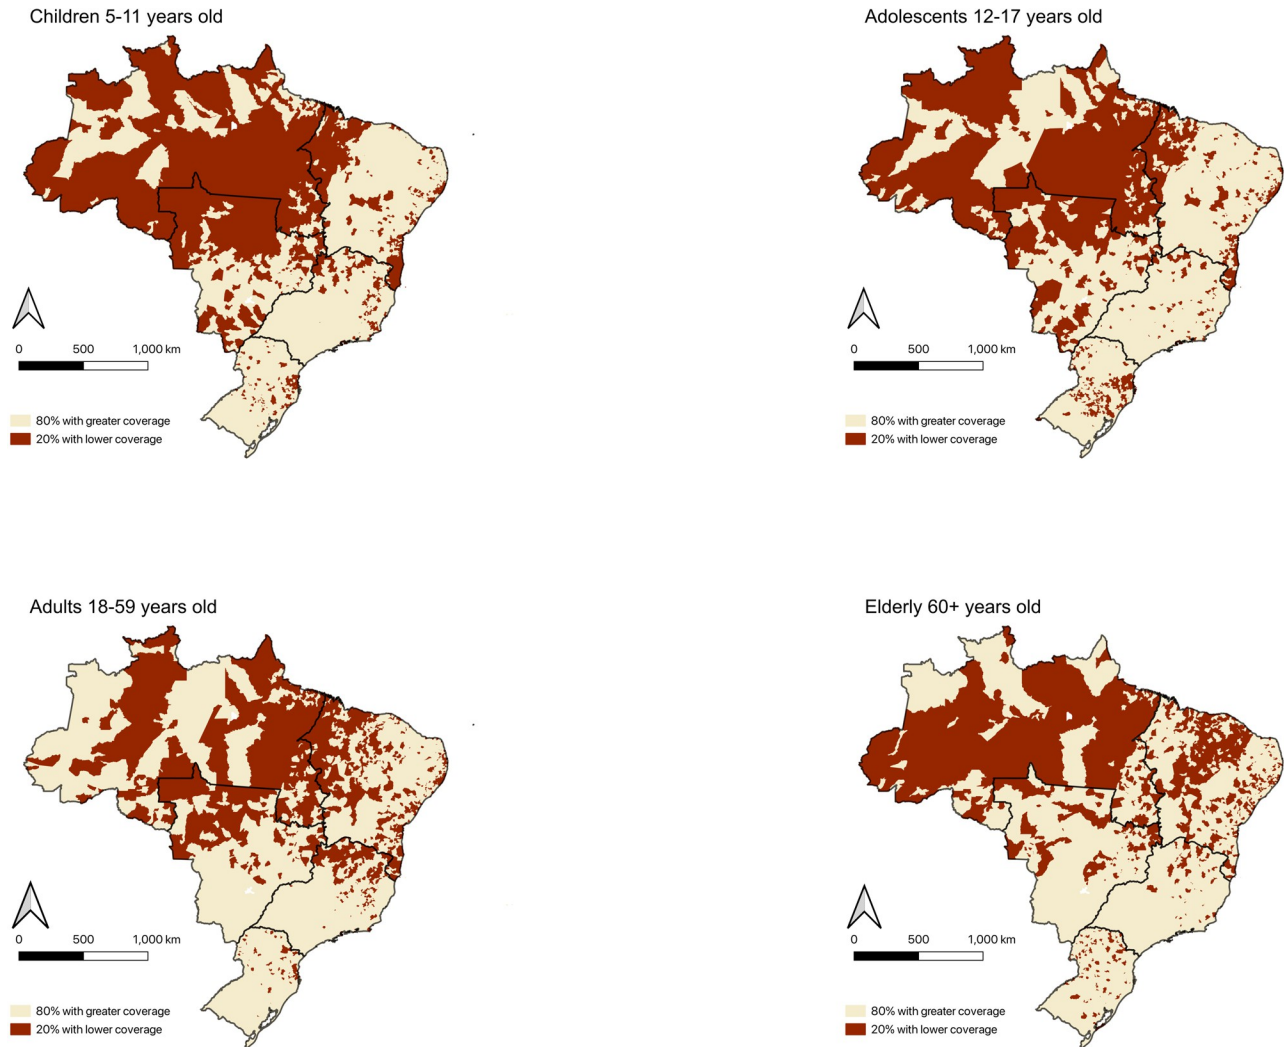 Children 5-11 years old
Adolescents 12-17 years old
0 500 1,000 km
0 500 1,000 km
80% with greater coverage
80% with greater coverage
20% with lower coverage
20% with lower coverage
Adults 18-59 years old
Elderly 60+ years old
0 500 1,000 km
0 500 1,000 km
80% with greater coverage
80% with greater coverage
20% with lower coverage
20% with lower coverage